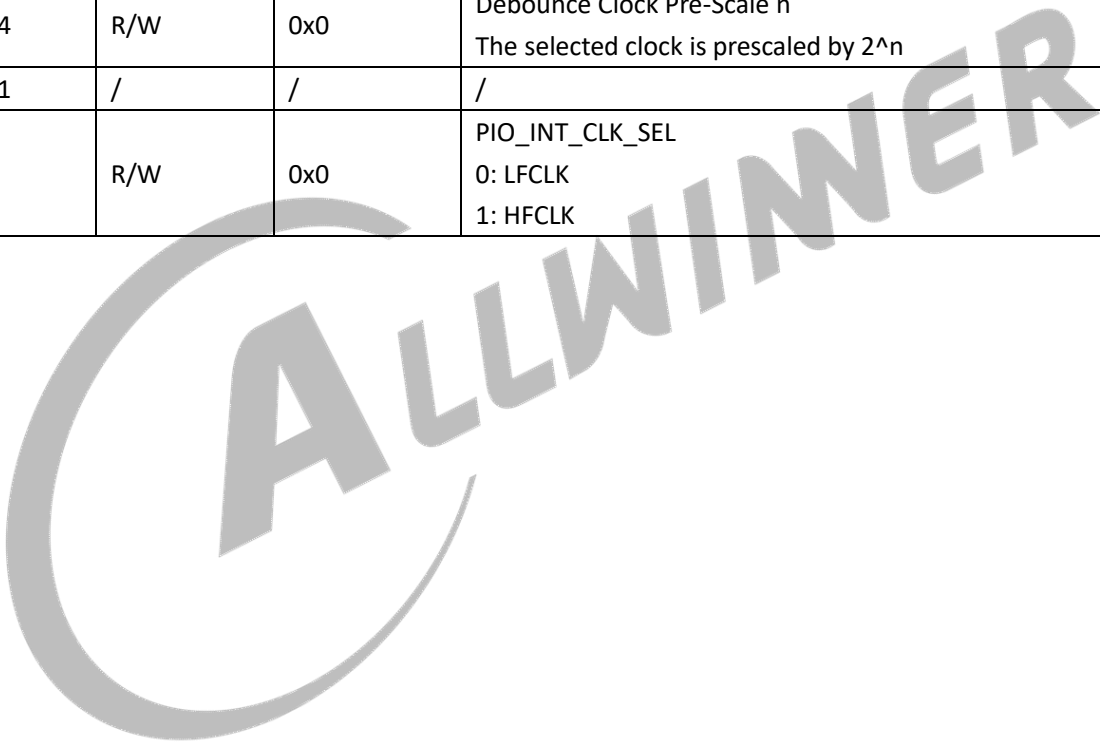 4 R/W 0x0 Debounce Clock Pre-Scale n
The selected clock is prescaled by 2^n
1 / / /
R/W 0x0 PIO_INT_CLK_SEL
0: LFCLK
1: HFCLK
ALLWINNER